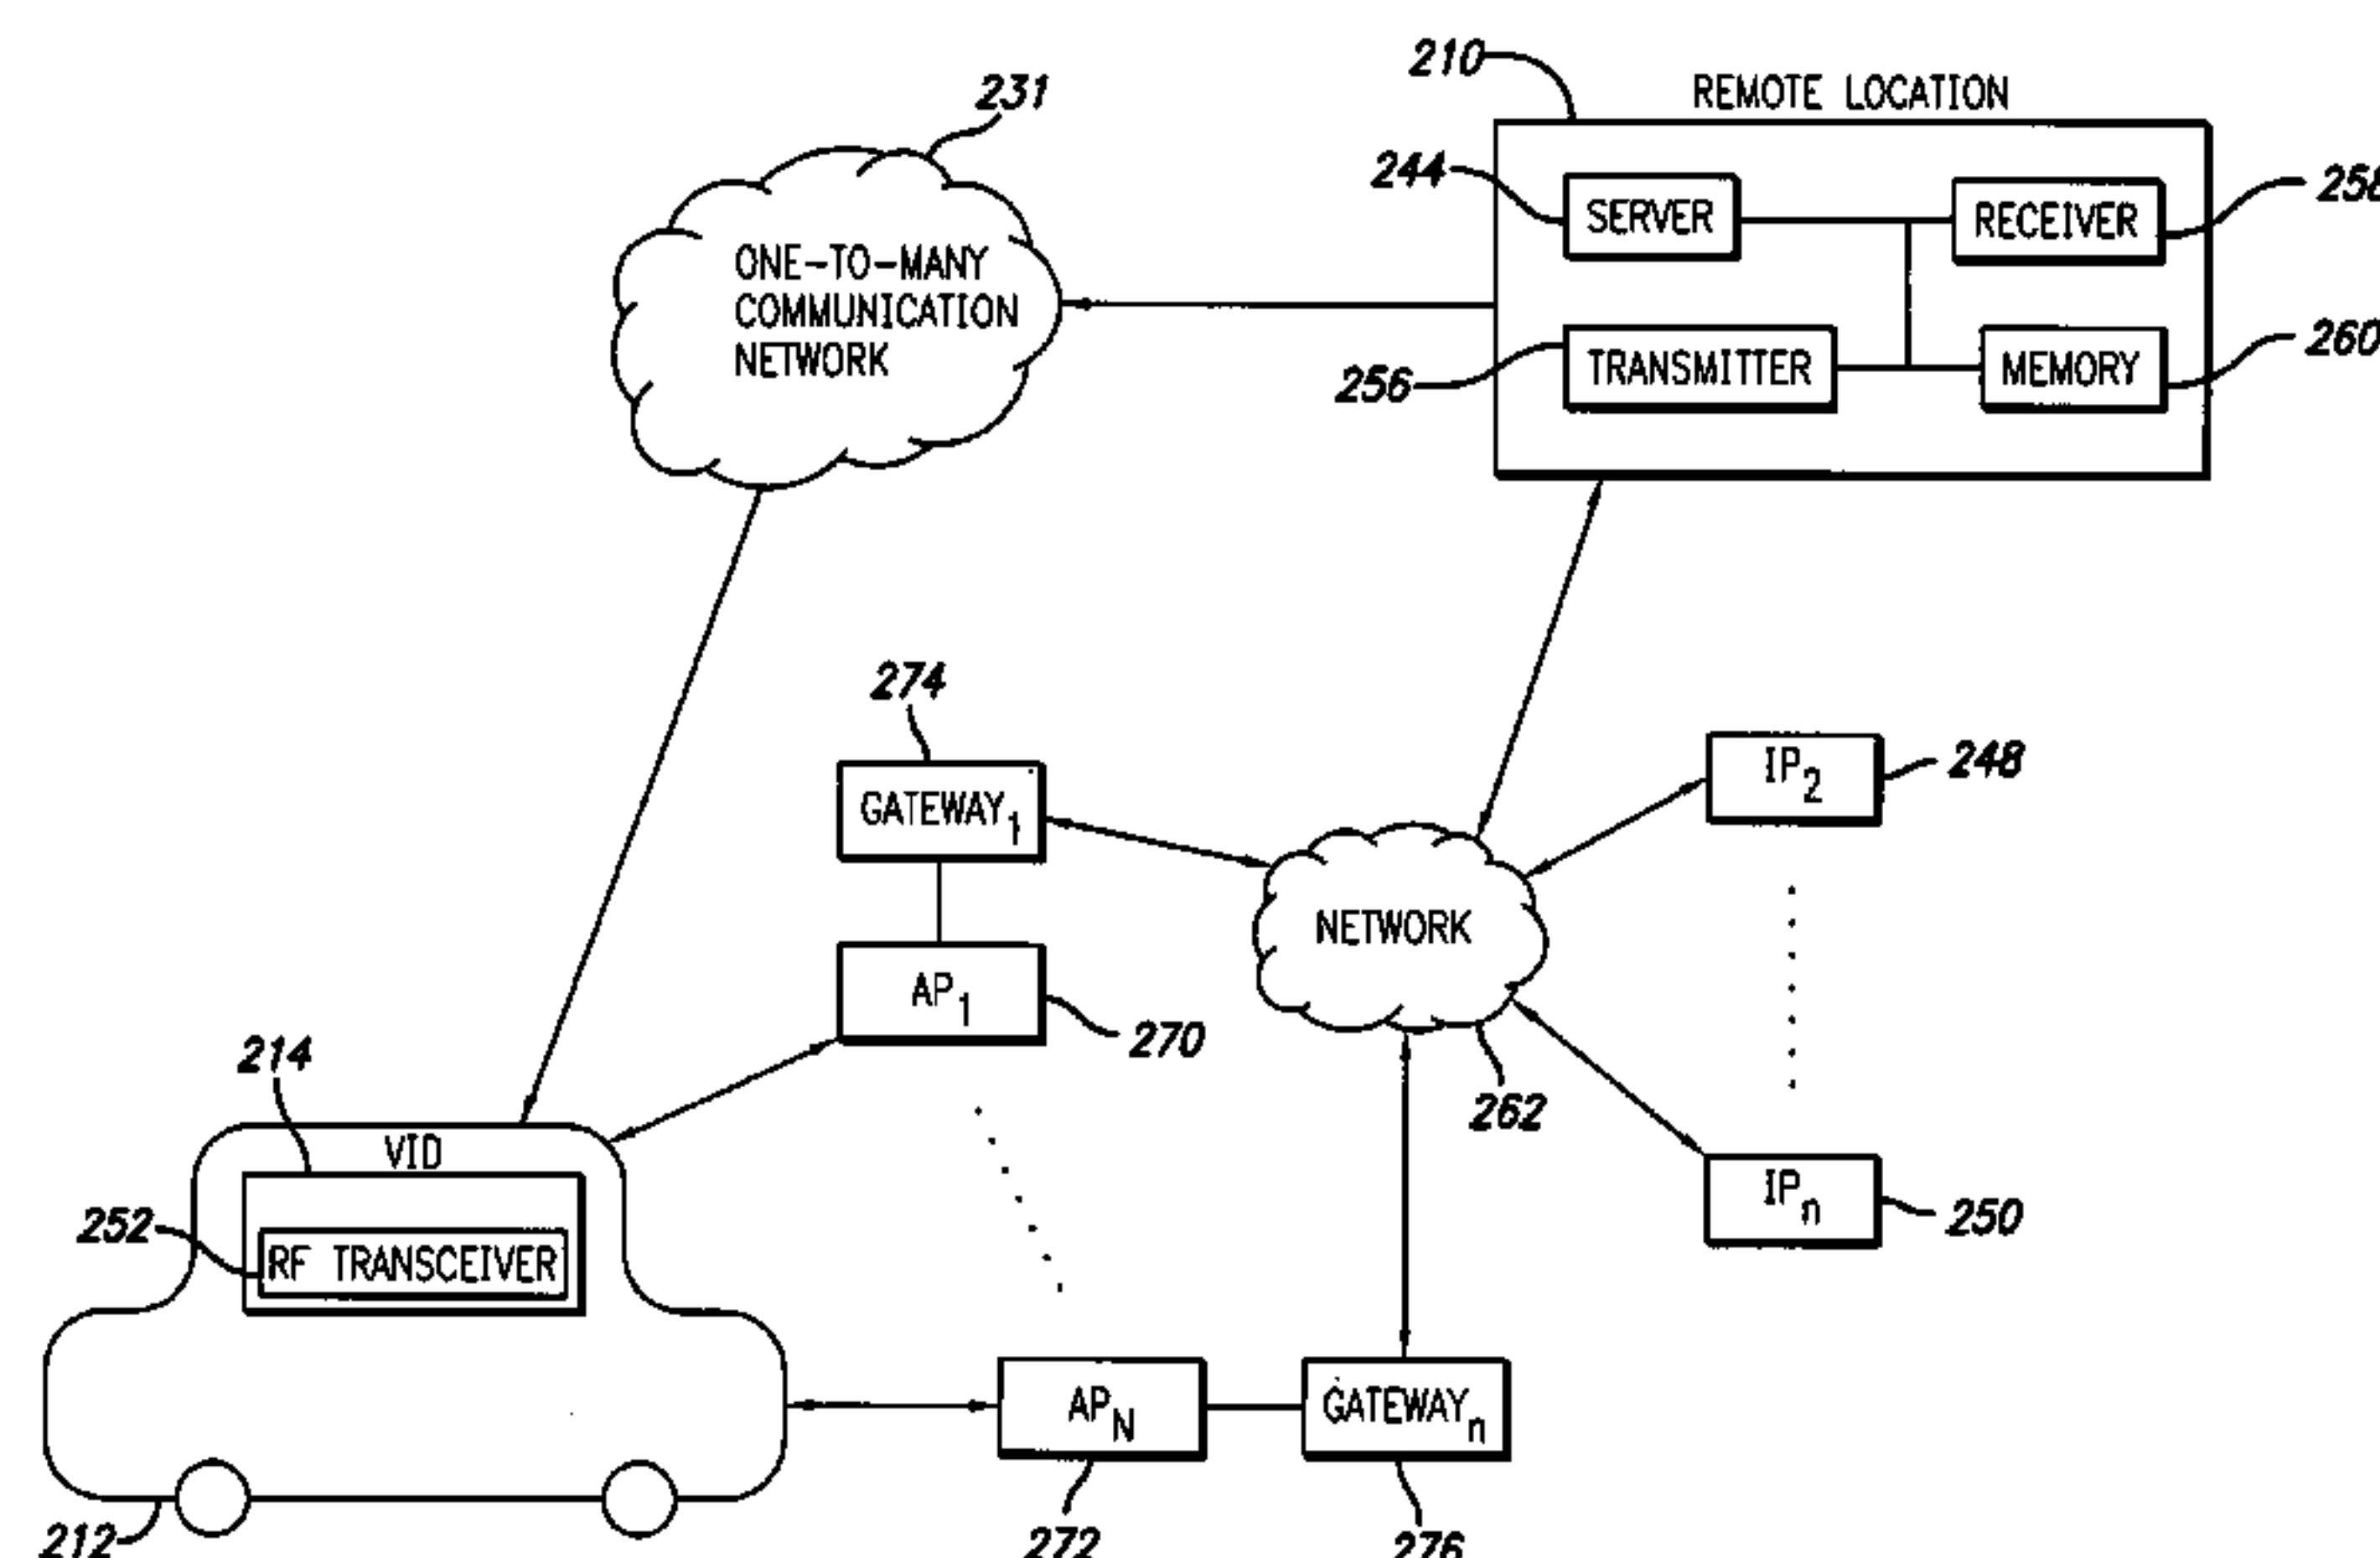 210
REMOTE LOCATION
231
244
SERVER
RECEIVER
258
ONE-TO-MANY
COMMUNICATION
NETWORK
256
TRANSMITTER
MEMORY
260
274
GATEWAY1
IP2
248
NETWORK
AP1
270
214
262
VID
252
RF TRANSCEIVER
IPn
250
APN
GATEWAYn
212
272
276